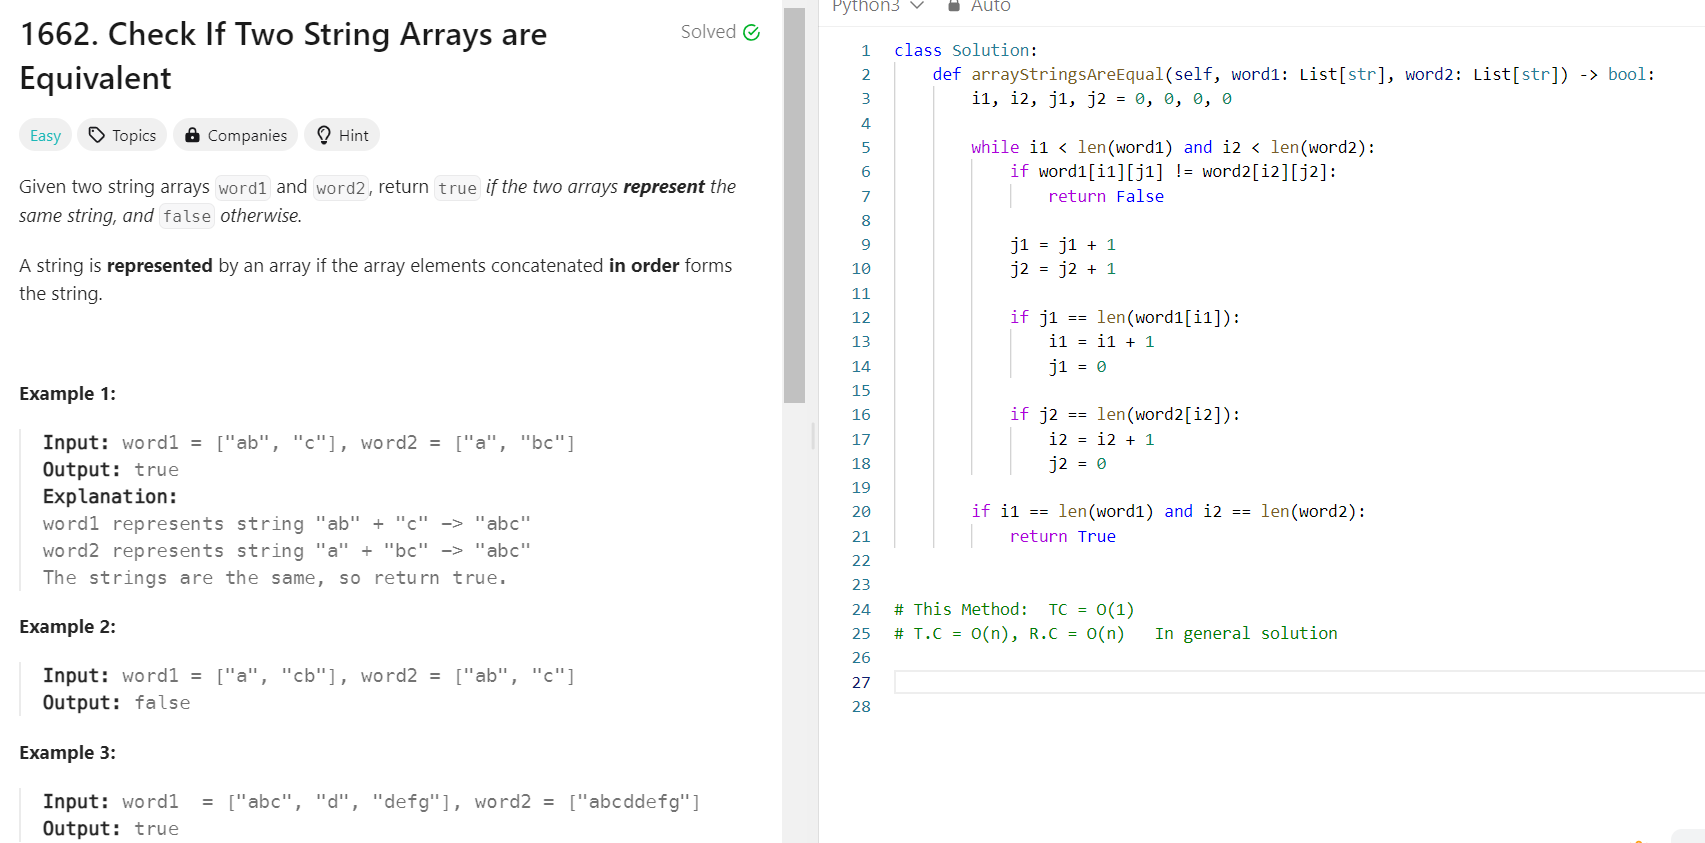 1662. Check If Two String Arrays are
Equivalent
Solved
Easy
Topics
Companies
Hint
Given two string arrays word1 and word2, return true if the two arrays represent the
same string, and false otherwise.
A string is represented by an array if the array elements concatenated in order forms
the string.
Example 1:
Input: word1 = ["ab", "c"], word2 = ["a", "bc"]
Output: true
Explanation:
word1 represents string "ab" + "c" -> "abc"
word2 represents string "a" + "bc" -> "abc"
The strings are the same, so return true.
Example 2:
Input: word1 = ["a", "cb"], word2 = ["ab", "c"]
Output: false
Example 3:
Input: word1  = ["abc", "d", "defg"], word2 = ["abcddefg"]
Output: true
Python3
Auto
1 class Solution:
2     def arrayStringsAreEqual(self, word1: List[str], word2: List[str]) -> bool:
3         i1, i2, j1, j2 = 0, 0, 0, 0
4
5         while i1 < len(word1) and i2 < len(word2):
6             if word1[i1][j1] != word2[i2][j2]:
7                 return False
8
9             j1 = j1 + 1
10             j2 = j2 + 1
11
12             if j1 == len(word1[i1]):
13                 i1 = i1 + 1
14                 j1 = 0
15
16             if j2 == len(word2[i2]):
17                 i2 = i2 + 1
18                 j2 = 0
19
20         if i1 == len(word1) and i2 == len(word2):
21             return True
22
23
24 # This Method:  TC = O(1)
25 # T.C = O(n), R.C = O(n)   In general solution
26
27
28